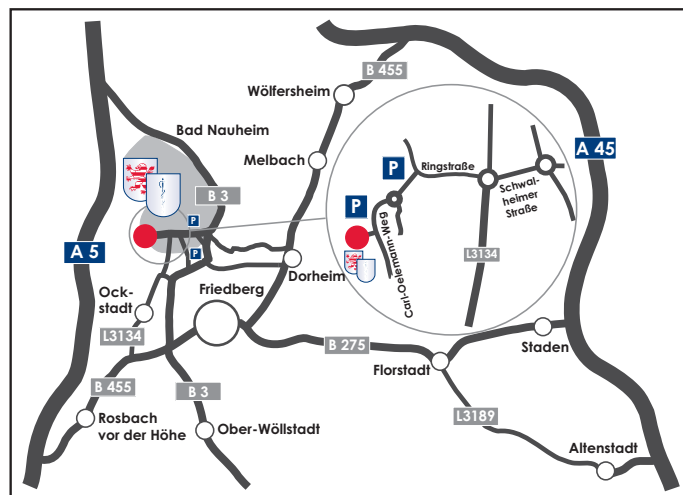 B 455
Wölfersheim
Bad Nauheim
A 45
Melbach
P
Ringstraße
Schwal-
heimer
Straße
B 3
P
P
Carl-Oelemann-Weg
A 5
P
L3134
Dorheim
Ock-
stadt
Friedberg
L3134
B 275
Staden
Florstadt
B 455
B 3
L3189
Rosbach
vor der Höhe
Ober-Wöllstadt
Altenstadt